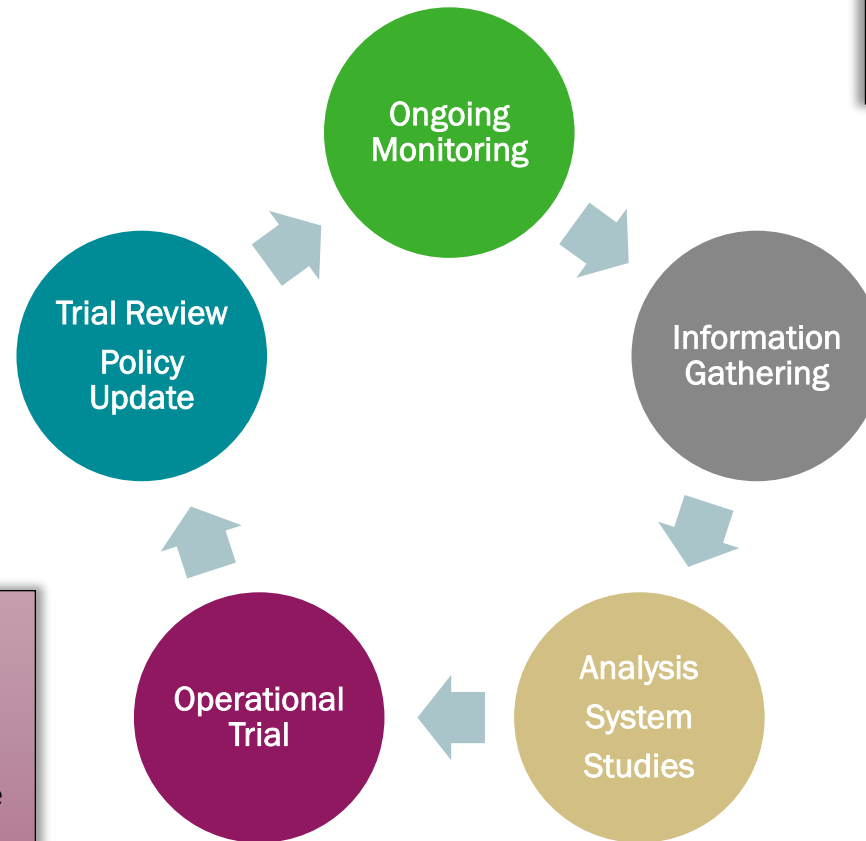 Ongoing
Monitoring
Information
Gathering
Analysis
System
Studies
Operational
Trial
Trial Review
Policy
Update
e